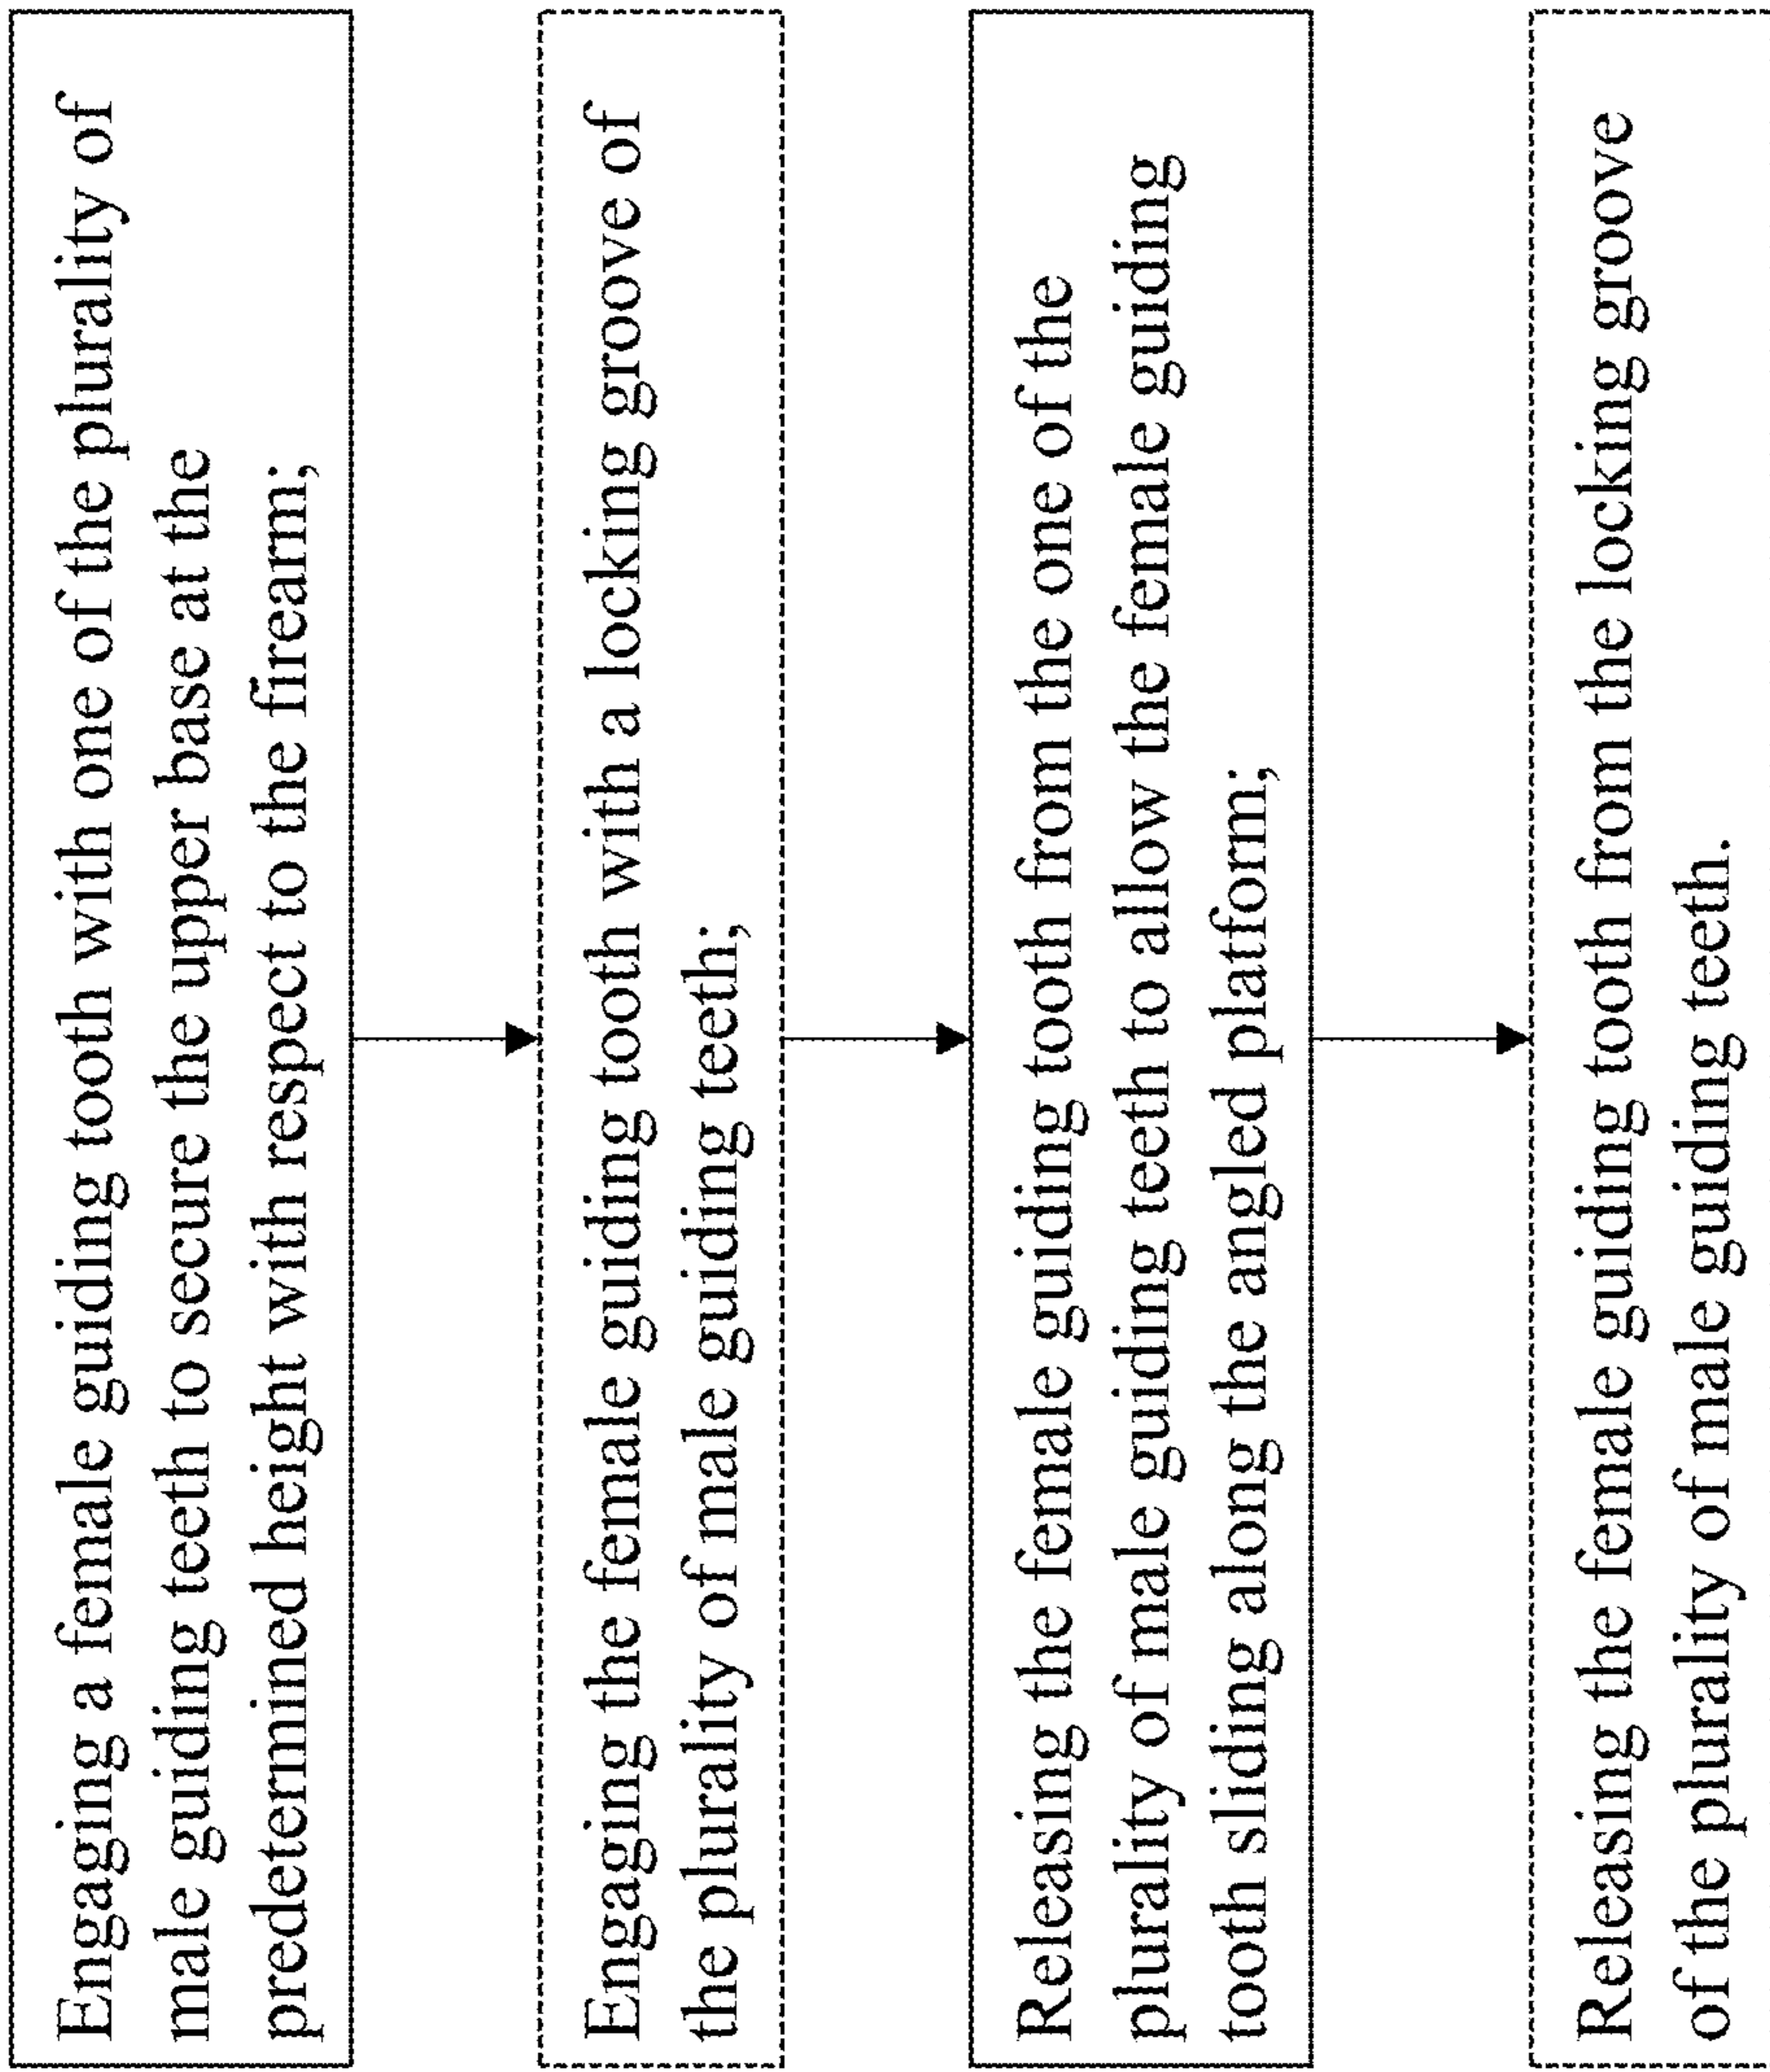 Engaging a female guiding tooth with one of the plurality of
male guiding teeth to secure the upper base at the
predetermined height with respect to the firearm;
Engaging the female guiding tooth with a locking groove of
the plurality of male guiding teeth;
Releasing the female guiding tooth from the one of the
plurality of male guiding teeth to allow the female guiding
tooth sliding along the angled platform;
Releasing the female guiding tooth from the locking groove
of the plurality of male guiding teeth.